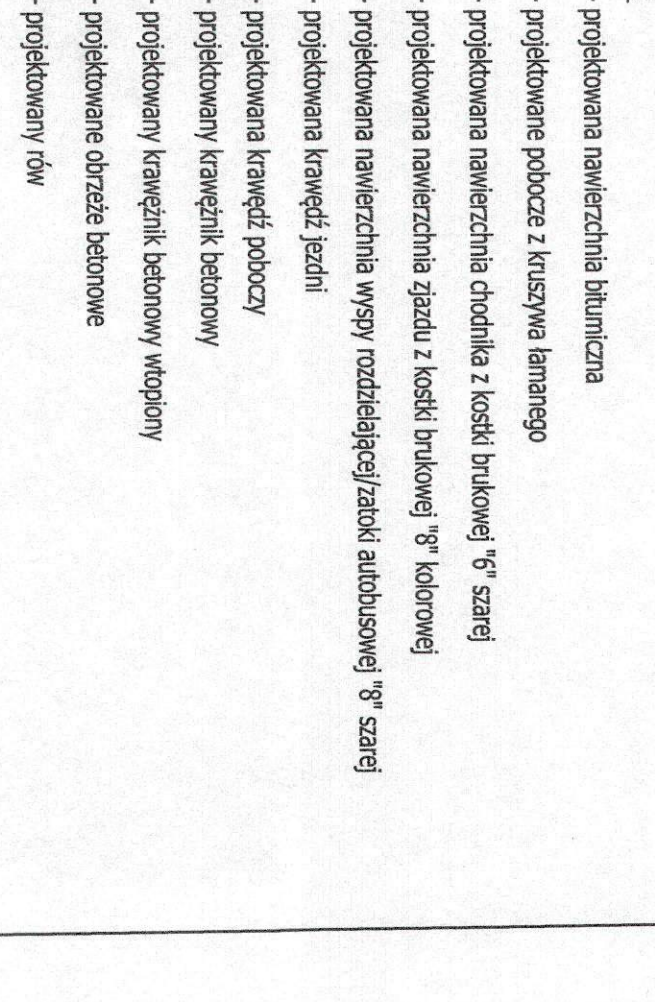 - projektowana nawierzchnia bitumiczna
- projektowane pobocze z kruszywa łamanego
- projektowana nawierzchnia chodnika z kostki brukowej "6" szarej
- projektowana nawierzchnia zjazdu z kostki brukowej "8" kolorowej
- projektowana nawierzchnia wyspy rozdzielającej/zatoki autobusowej "8" szarej
- projektowana krawędź jezdni
- projektowana krawędź poboczy
- projektowany krawężnik betonowy
- projektowany krawężnik betonowy wtopiony
- projektowane obrzeże betonowe
- projektowany rów